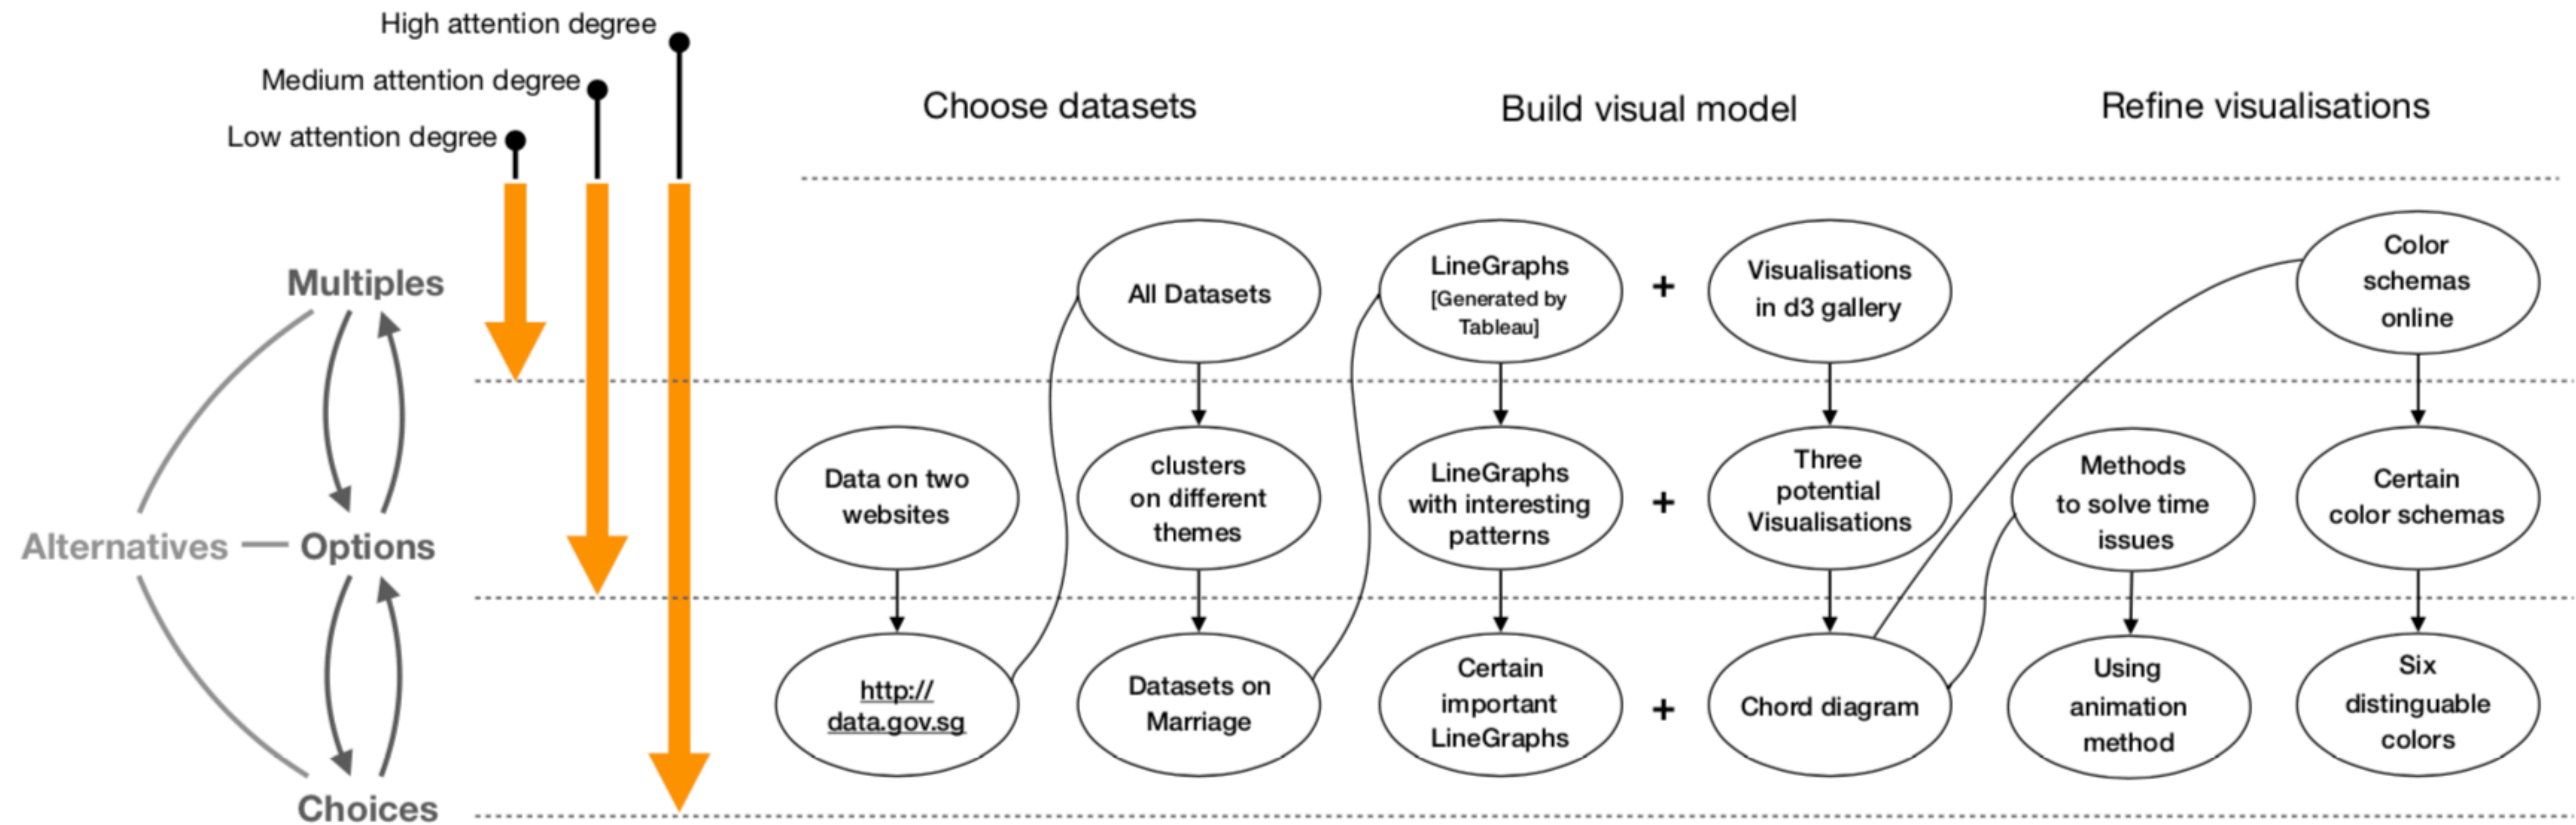 High attention degree
Medium attention degree
Low attention degree
Choose datasets
Build visual model
Refine visualisations
Multiples
Alternatives
Options
Choices
All Datasets
LineGraphs
[Generated by
Tableau]
+
Visualisations
in d3 gallery
Color
schemas
online
Data on two
websites
clusters
on different
themes
LineGraphs
with interesting
patterns
+
Three
potential
Visualisations
Methods
to solve time
issues
Certain
color schemas
http://
data.gov.sg
Datasets on
Marriage
Certain
important
LineGraphs
+
Chord diagram
Using
animation
method
Six
distinguable
colors